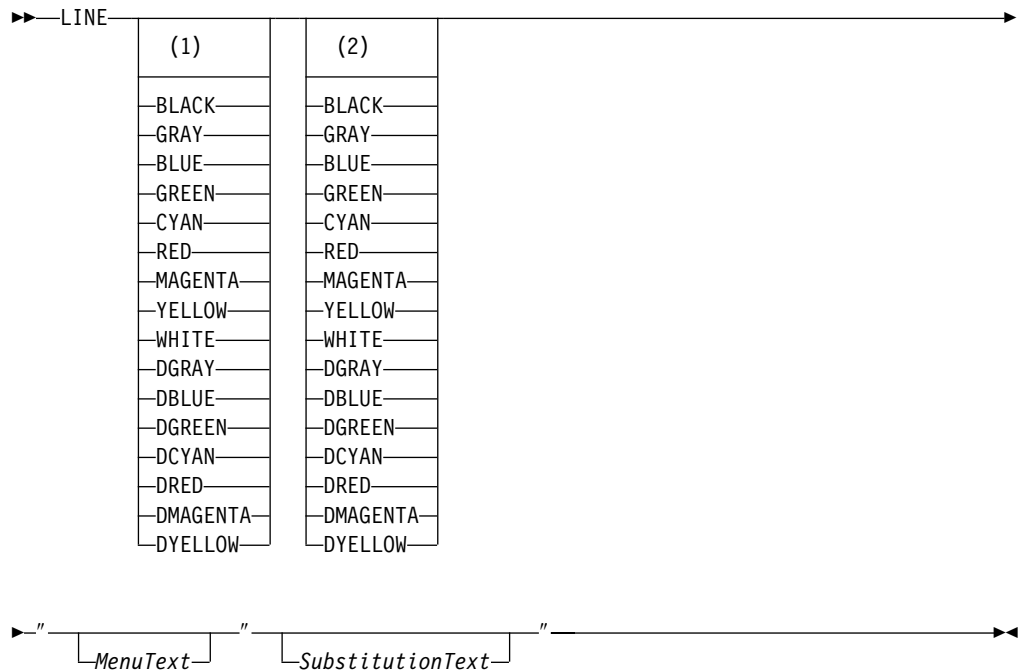 LINE
(1) (2)
BLACK BLACK
GRAY GRAY
BLUE BLUE
GREEN GREEN
CYAN CYAN
RED RED
MAGENTA MAGENTA
YELLOW YELLOW
WHITE WHITE
DGRAY DGRAY
DBLUE DBLUE
DGREEN DGREEN
DCYAN DCYAN
DRED DRED
DMAGENTA DMAGENTA
DYELLOW DYELLOW
" " "
MenuText SubstitutionText